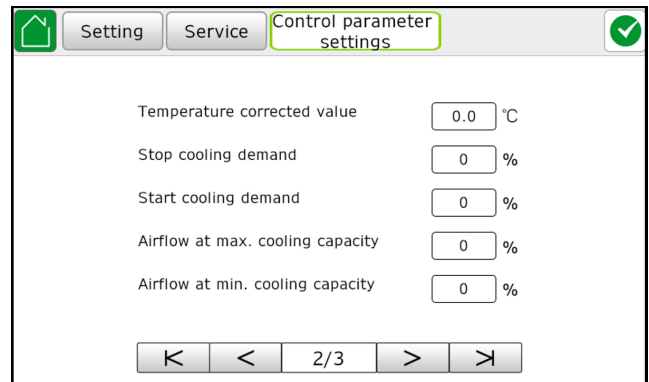 Setting
Service
Control parameter
settings
Temperature corrected value 0.0 ℃
Stop cooling demand 0 %
Start cooling demand 0 %
Airflow at max. cooling capacity 0 %
Airflow at min. cooling capacity 0 %
2/3